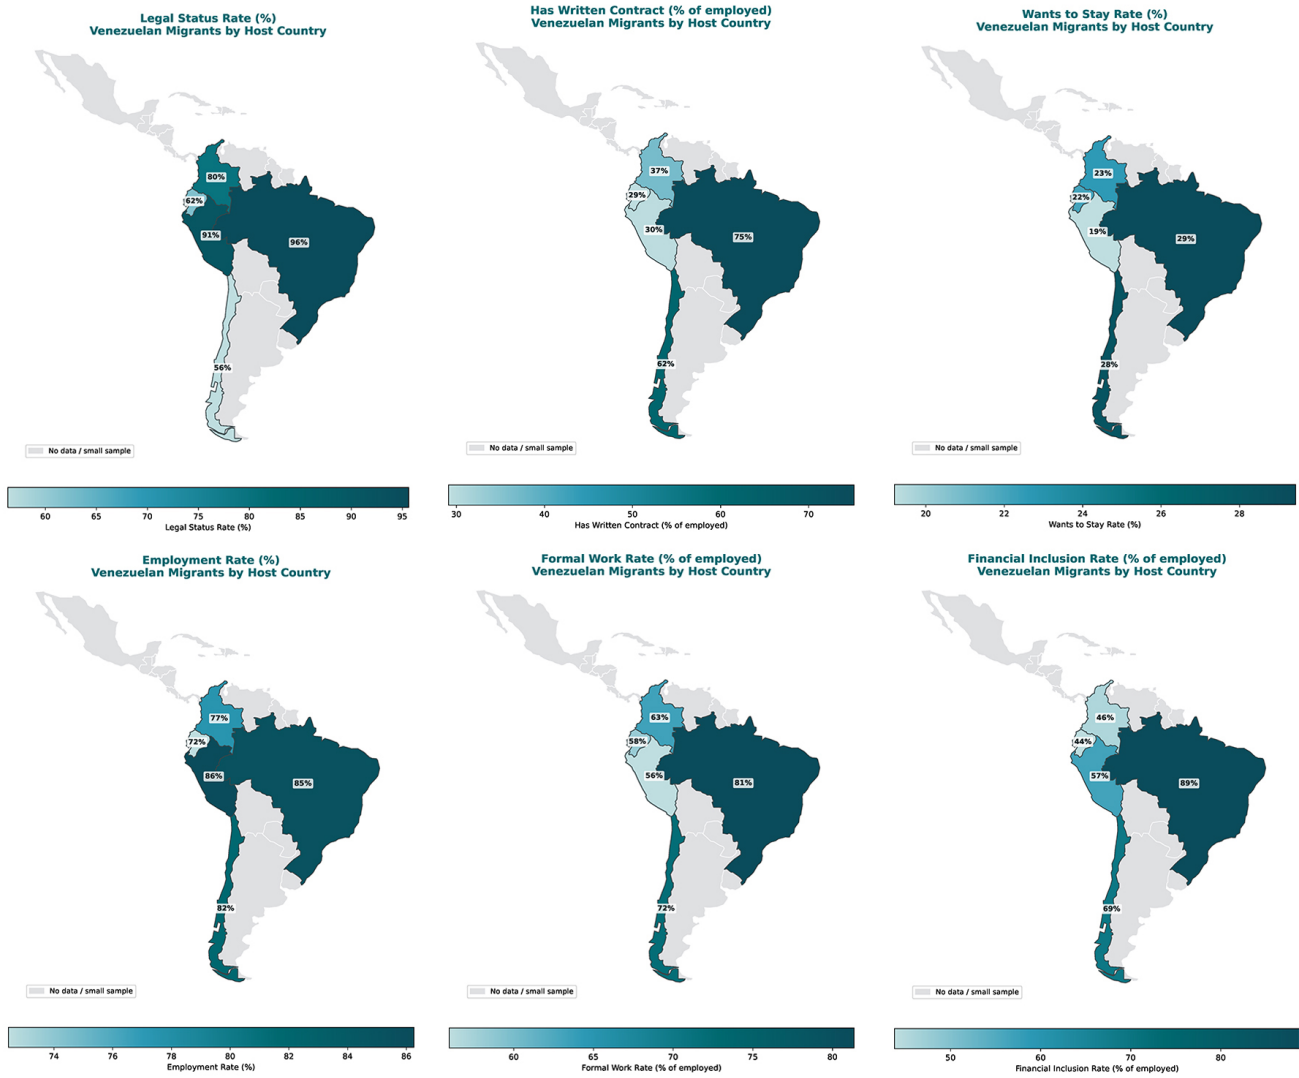 Legal Status Rate (%)
Venezuelan Migrants by Host Country
80%
62%
91%
96%
56%
No data / small sample
60 65 70 75 80 85 90 95
Legal Status Rate (%)
Has Written Contract (% of employed)
Venezuelan Migrants by Host Country
37%
29%
30%
75%
62%
No data / small sample
30 40 50 60 70
Has Written Contract (% of employed)
Wants to Stay Rate (%)
Venezuelan Migrants by Host Country
23%
22%
19%
29%
28%
No data / small sample
20 22 24 26 28
Wants to Stay Rate (%)
Employment Rate (%)
Venezuelan Migrants by Host Country
77%
72%
86%
85%
82%
No data / small sample
74 76 78 80 82 84 86
Employment Rate (%)
Formal Work Rate (% of employed)
Venezuelan Migrants by Host Country
63%
58%
56%
81%
72%
No data / small sample
60 65 70 75 80
Formal Work Rate (% of employed)
Financial Inclusion Rate (% of employed)
Venezuelan Migrants by Host Country
46%
44%
57%
89%
69%
No data / small sample
50 60 70 80
Financial Inclusion Rate (% of employed)